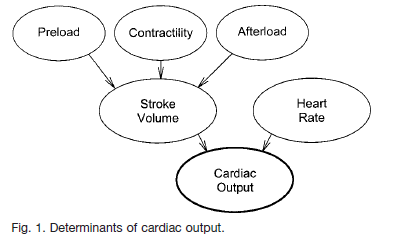 Preload
Contractility
Afterload
Stroke
Volume
Heart
Rate
Cardiac
Output
Fig. 1. Determinants of cardiac output.